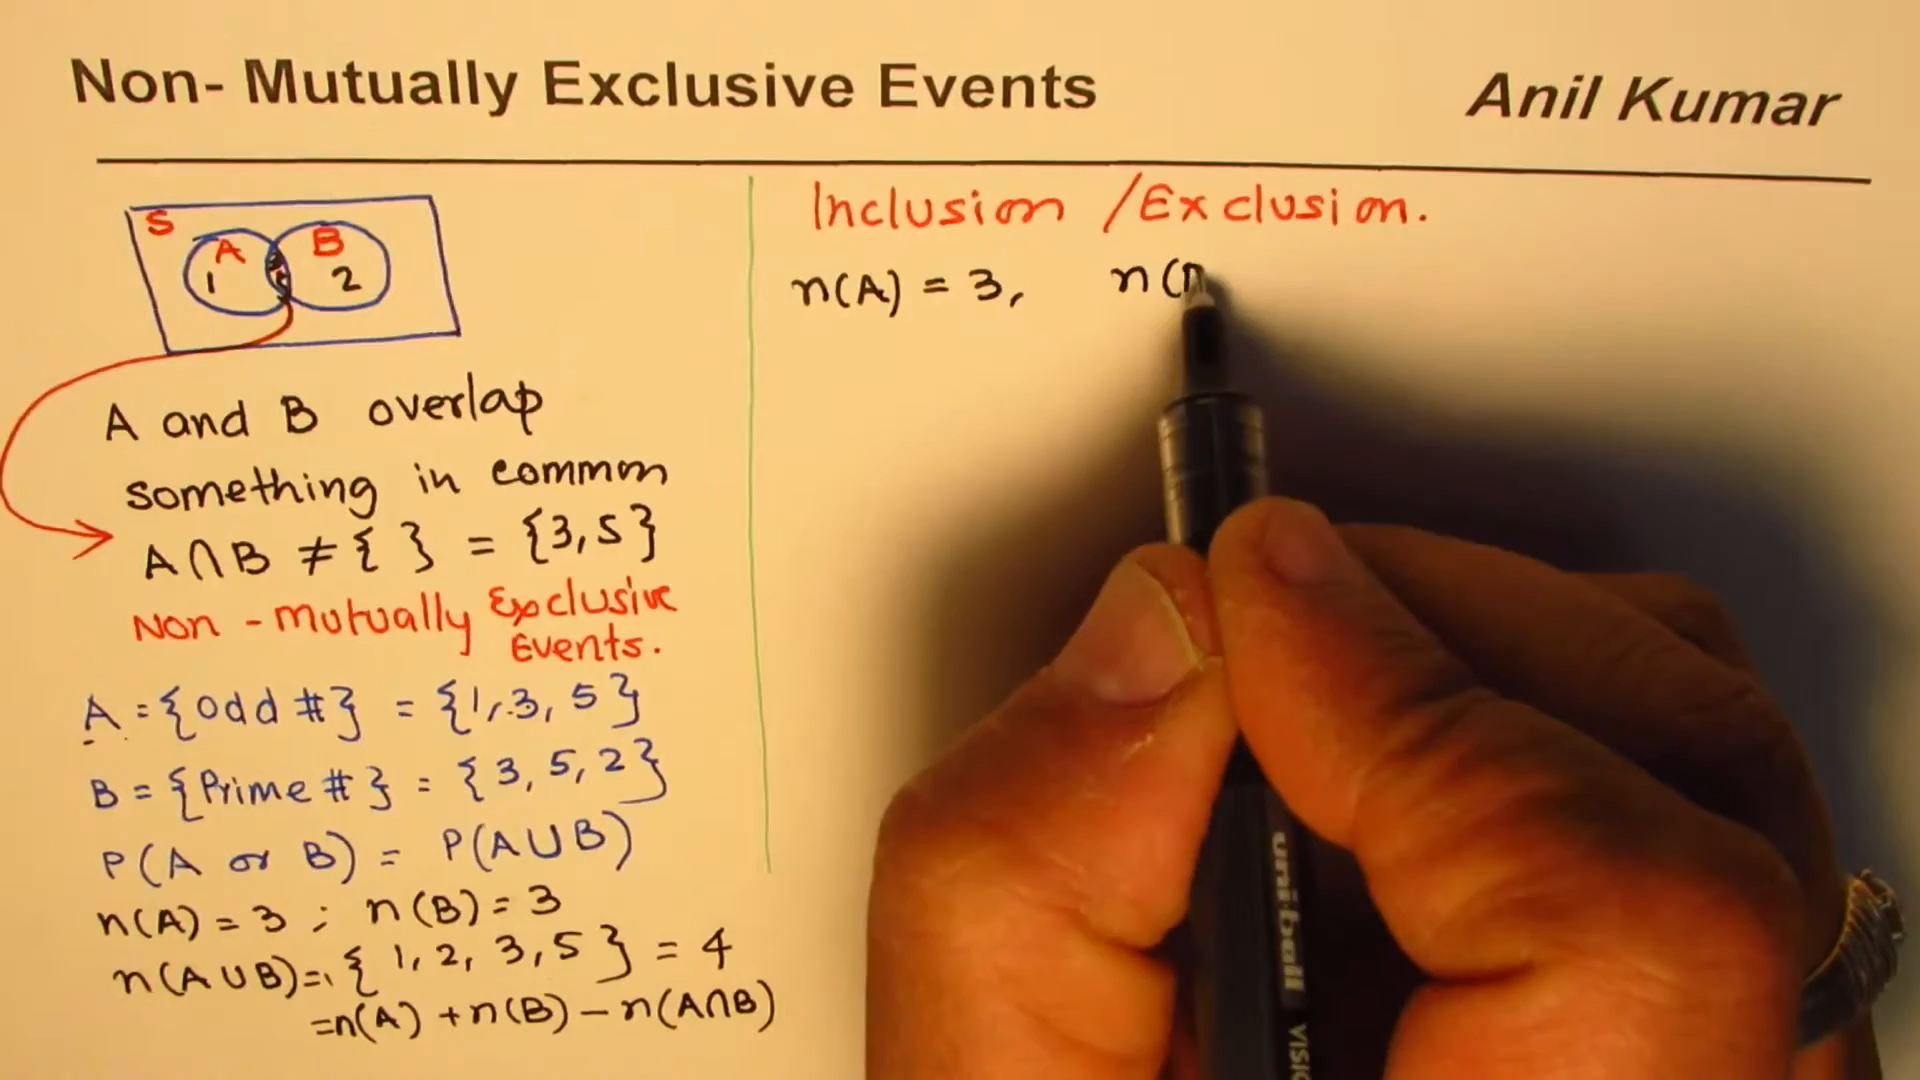 Non- Mutually Exclusive Events
Anil Kumar
S
A
B
1
2
A and B overlap
something in common
A∩B ≠ { } = {3,5}
Non - mutually Exclusive
Events.
A = {odd #} = {1, 3, 5}
B = {Prime #} = {3, 5, 2}
P(A or B) = P(A∪B)
n(A) = 3 ; n(B) = 3
n(A∪B) = { 1, 2, 3, 5 } = 4
= n(A) + n(B) - n(A∩B)
Inclusion / Exclusion.
n(A) = 3, n(
uni-ball VISIO